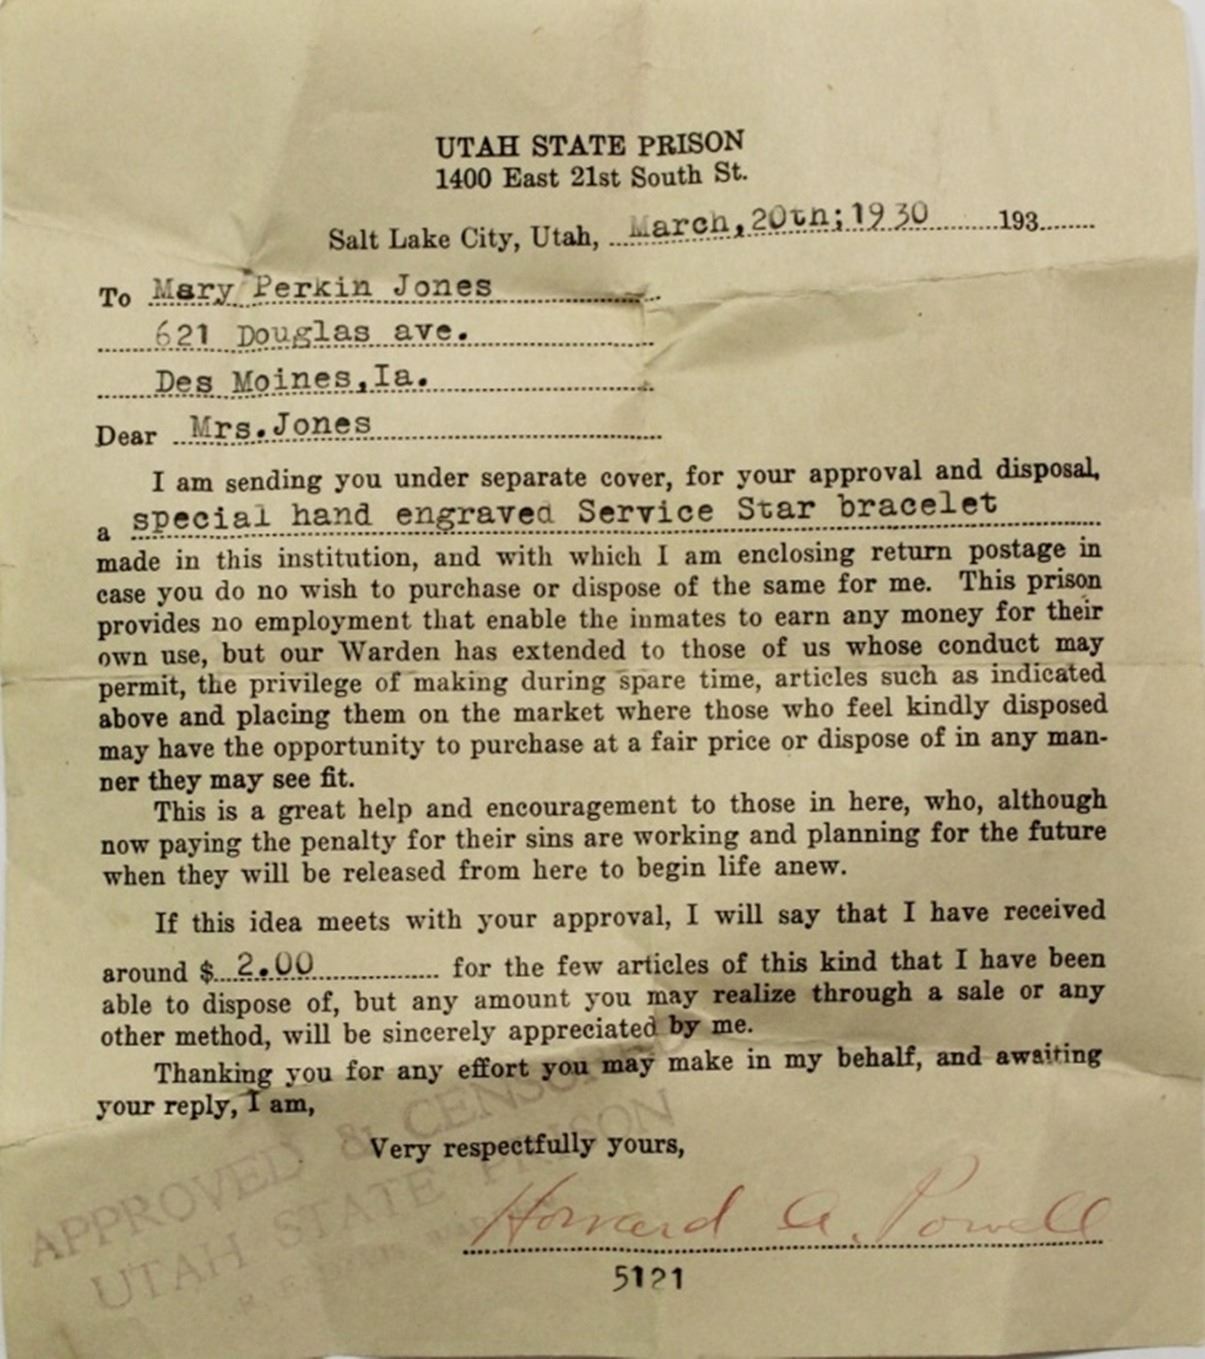 UTAH STATE PRISON
1400 East 21st South St.
Salt Lake City, Utah, March, 20th; 1930 193
To Mary Perkin Jones
621 Douglas ave.
Des Moines, Ia.
Dear Mrs. Jones
I am sending you under separate cover, for your approval and disposal,
a special hand engraved Service Star bracelet
made in this institution, and with which I am enclosing return postage in
case you do no wish to purchase or dispose of the same for me. This prison
provides no employment that enable the inmates to earn any money for their
own use, but our Warden has extended to those of us whose conduct may
permit, the privilege of making during spare time, articles such as indicated
above and placing them on the market where those who feel kindly disposed
may have the opportunity to purchase at a fair price or dispose of in any man-
ner they may see fit.
This is a great help and encouragement to those in here, who, although
now paying the penalty for their sins are working and planning for the future
when they will be released from here to begin life anew.
If this idea meets with your approval, I will say that I have received
around $ 2.00 for the few articles of this kind that I have been
able to dispose of, but any amount you may realize through a sale or any
other method, will be sincerely appreciated by me.
Thanking you for any effort you may make in my behalf, and awaiting
your reply, I am,
Very respectfully yours,
Howard A. Powell
5121
APPROVED & CENSORED
UTAH STATE PRISON